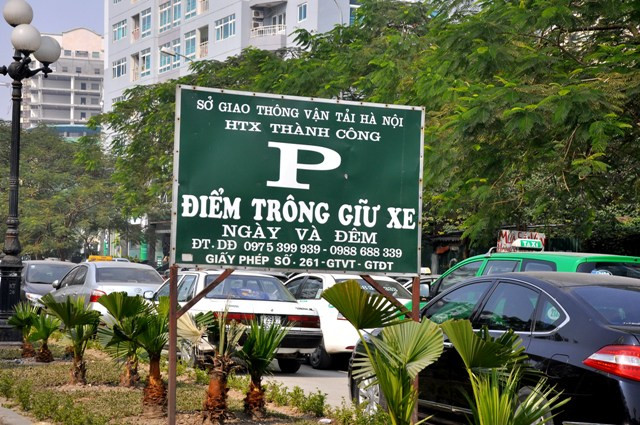 SỞ GIAO THÔNG VẬN TẢI HÀ NỘI
HTX THÀNH CÔNG
P
ĐIỂM TRÔNG GIỮ XE
NGÀY VÀ ĐÊM
ĐT. DĐ 0975 399 939 - 0988 688 339
GIẤY PHÉP SỐ - 261 - GTVT - GTĐT
TAXI